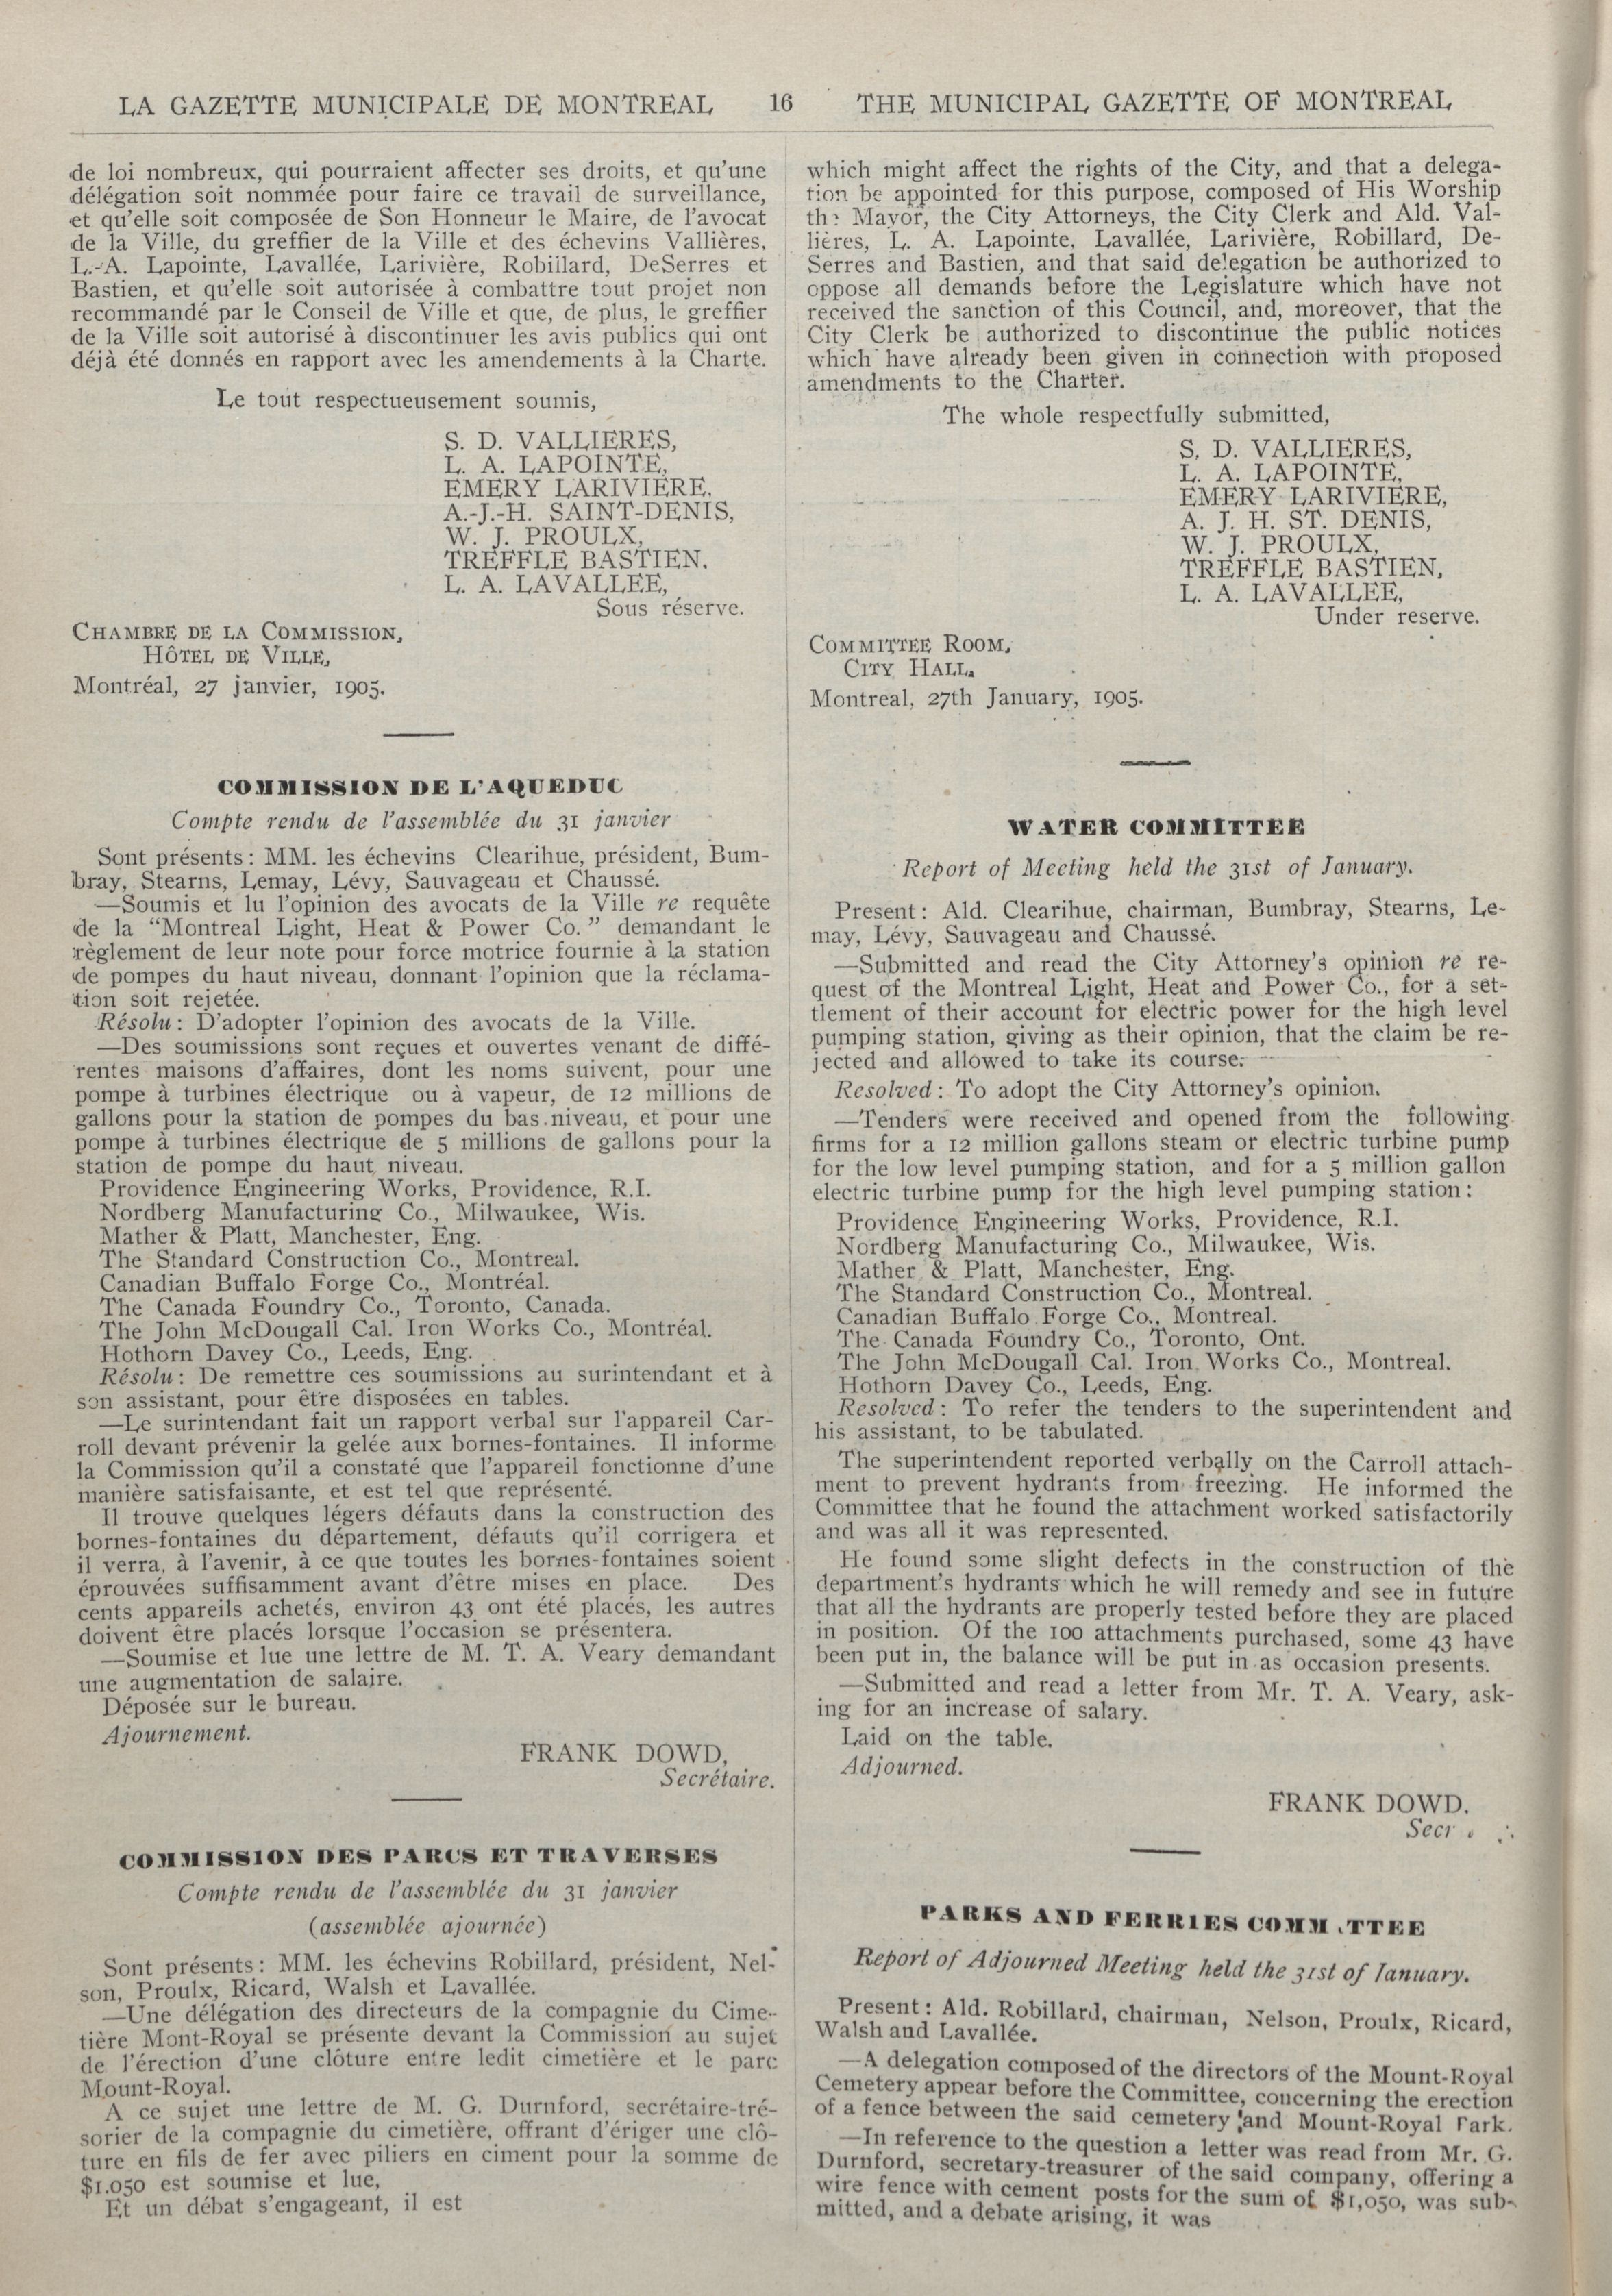 LA GAZETTE MUNICIPALE DE MONTREAL 16 THE MUNICIPAL GAZETTE OF MONTREAL
de loi nombreux, qui pourraient affecter ses droits, et qu'une
délégation soit nommée pour faire ce travail de surveillance,
et qu'elle soit composée de Son Honneur le Maire, de l'avocat
de la Ville, du greffier de la Ville et des échevins Vallières,
L.-A. Lapointe, Lavallée, Larivière, Robillard, DeSerres et
Bastien, et qu'elle soit autorisée à combattre tout projet non
recommandé par le Conseil de Ville et que, de plus, le greffier
de la Ville soit autorisé à discontinuer les avis publics qui ont
déjà été donnés en rapport avec les amendements à la Charte.
Le tout respectueusement soumis,
S. D. VALLIERES,
L. A. LAPOINTE,
EMERY LARIVIERE,
A.-J.-H. SAINT-DENIS,
W. J. PROULX,
TREFFLE BASTIEN,
L. A. LAVALLEE,
Sous réserve.
CHAMBRE DE LA COMMISSION,
HÔTEL DE VILLE,
Montréal, 27 janvier, 1905.
COMMISSION DE L'AQUEDUC
Compte rendu de l'assemblée du 31 janvier
Sont présents: MM. les échevins Clearihue, président, Bum-
bray, Stearns, Lemay, Lévy, Sauvageau et Chaussé.
—Soumis et lu l'opinion des avocats de la Ville re requête
de la "Montreal Light, Heat & Power Co." demandant le
règlement de leur note pour force motrice fournie à la station
de pompes du haut niveau, donnant l'opinion que la réclama-
tion soit rejetée.
Résolu: D'adopter l'opinion des avocats de la Ville.
—Des soumissions sont reçues et ouvertes venant de diffé-
rentes maisons d'affaires, dont les noms suivent, pour une
pompe à turbines électrique ou à vapeur, de 12 millions de
gallons pour la station de pompes du bas niveau, et pour une
pompe à turbines électrique de 5 millions de gallons pour la
station de pompe du haut niveau.
Providence Engineering Works, Providence, R.I.
Nordberg Manufacturing Co., Milwaukee, Wis.
Mather & Platt, Manchester, Eng.
The Standard Construction Co., Montreal.
Canadian Buffalo Forge Co., Montréal.
The Canada Foundry Co., Toronto, Canada.
The John McDougall Cal. Iron Works Co., Montréal.
Hothorn Davey Co., Leeds, Eng.
Résolu: De remettre ces soumissions au surintendant et à
son assistant, pour être disposées en tables.
—Le surintendant fait un rapport verbal sur l'appareil Car-
roll devant prévenir la gelée aux bornes-fontaines. Il informe
la Commission qu'il a constaté que l'appareil fonctionne d'une
manière satisfaisante, et est tel que représenté.
Il trouve quelques légers défauts dans la construction des
bornes-fontaines du département, défauts qu'il corrigera et
il verra, à l'avenir, à ce que toutes les bornes-fontaines soient
éprouvées suffisamment avant d'être mises en place. Des
cents appareils achetés, environ 43 ont été placés, les autres
doivent être placés lorsque l'occasion se présentera.
—Soumise et lue une lettre de M. T. A. Veary demandant
une augmentation de salaire.
Déposée sur le bureau.
Ajournement.
FRANK DOWD,
Secrétaire.
COMMISSION DES PARCS ET TRAVERSES
Compte rendu de l'assemblée du 31 janvier
(assemblée ajournée)
Sont présents: MM. les échevins Robillard, président, Nel-
son, Proulx, Ricard, Walsh et Lavallée.
—Une délégation des directeurs de la compagnie du Cime-
tière Mont-Royal se présente devant la Commission au sujet
de l'érection d'une clôture entre ledit cimetière et le parc
Mount-Royal.
A ce sujet une lettre de M. G. Durnford, secrétaire-tré-
sorier de la compagnie du cimetière, offrant d'ériger une clô-
ture en fils de fer avec piliers en ciment pour la somme de
$1.050 est soumise et lue,
Et un débat s'engageant, il est
which might affect the rights of the City, and that a delega-
tion be appointed for this purpose, composed of His Worship
the Mayor, the City Attorneys, the City Clerk and Ald. Val-
lières, L. A. Lapointe, Lavallée, Larivière, Robillard, De-
Serres and Bastien, and that said delegation be authorized to
oppose all demands before the Legislature which have not
received the sanction of this Council, and, moreover, that the
City Clerk be authorized to discontinue the public notices
which have already been given in connection with proposed
amendments to the Charter.
The whole respectfully submitted,
S. D. VALLIERES,
L. A. LAPOINTE,
EMERY LARIVIERE,
A. J. H. ST. DENIS,
W. J. PROULX,
TREFFLE BASTIEN,
L. A. LAVALLEE,
Under reserve.
COMMITTEE ROOM,
CITY HALL.
Montreal, 27th January, 1905.
WATER COMMITTEE
Report of Meeting held the 31st of January.
Present: Ald. Clearihue, chairman, Bumbray, Stearns, Le-
may, Lévy, Sauvageau and Chaussé.
—Submitted and read the City Attorney's opinion re re-
quest of the Montreal Light, Heat and Power Co., for a set-
tlement of their account for electric power for the high level
pumping station, giving as their opinion, that the claim be re-
jected and allowed to take its course.
Resolved: To adopt the City Attorney's opinion.
—Tenders were received and opened from the following
firms for a 12 million gallons steam or electric turbine pump
for the low level pumping station, and for a 5 million gallon
electric turbine pump for the high level pumping station:
Providence Engineering Works, Providence, R.I.
Nordberg Manufacturing Co., Milwaukee, Wis.
Mather & Platt, Manchester, Eng.
The Standard Construction Co., Montreal.
Canadian Buffalo Forge Co., Montreal.
The Canada Foundry Co., Toronto, Ont.
The John McDougall Cal. Iron Works Co., Montreal.
Hothorn Davey Co., Leeds, Eng.
Resolved: To refer the tenders to the superintendent and
his assistant, to be tabulated.
The superintendent reported verbally on the Carroll attach-
ment to prevent hydrants from freezing. He informed the
Committee that he found the attachment worked satisfactorily
and was all it was represented.
He found some slight defects in the construction of the
department's hydrants which he will remedy and see in future
that all the hydrants are properly tested before they are placed
in position. Of the 100 attachments purchased, some 43 have
been put in, the balance will be put in as occasion presents.
—Submitted and read a letter from Mr. T. A. Veary, ask-
ing for an increase of salary.
Laid on the table.
Adjourned.
FRANK DOWD.
PARKS AND FERRIES COMM.TTEE
Report of Adjourned Meeting held the 31st of January.
Present: Ald. Robillard, chairman, Nelson, Proulx, Ricard,
Walsh and Lavallée.
—A delegation composed of the directors of the Mount-Royal
Cemetery appear before the Committee, concerning the erection
of a fence between the said cemetery and Mount-Royal Park.
—In reference to the question a letter was read from Mr. G.
Durnford, secretary-treasurer of the said company, offering a
wire fence with cement posts for the sum of $1,050, was sub-
mitted, and a debate arising, it was